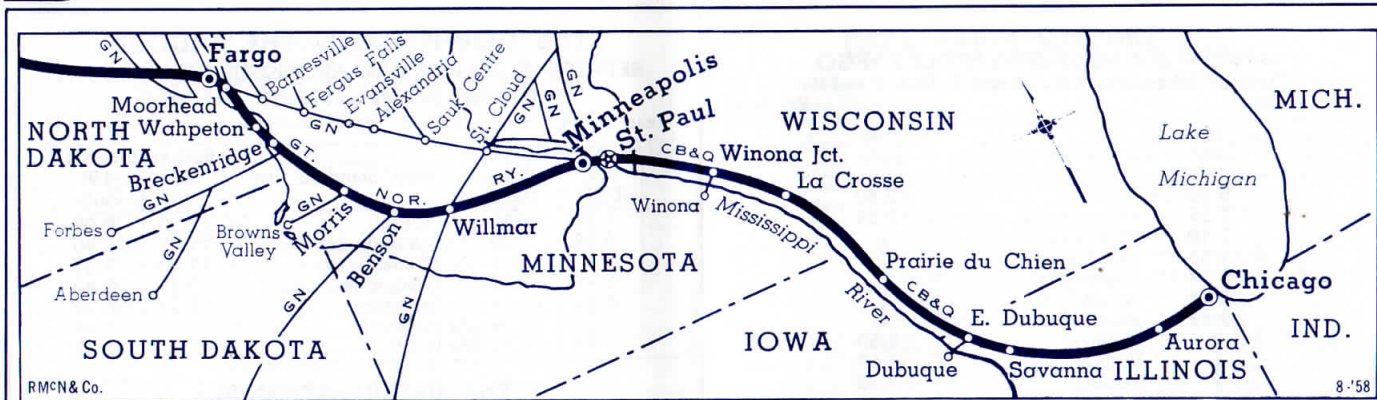 GN
Fargo
Barnesville
Fergus Falls
Evansville
Alexandria
Sauk Centre
St. Cloud
GN
GN
GN
Minneapolis
St. Paul
Moorhead
Wahpeton
NORTH
DAKOTA
Breckenridge
GT.
NOR.
RY.
CB&Q
Winona Jct.
La Crosse
WISCONSIN
MICH.
Lake
Michigan
GN
Forbes
GN
Aberdeen
Browns
Valley
GN
Morris
Benson
Willmar
Winona
Mississippi
River
MINNESOTA
Prairie du Chien
CB&Q
E. Dubuque
Chicago
IND.
GN
GN
SOUTH DAKOTA
IOWA
Dubuque
Savanna
ILLINOIS
Aurora
RMCN & Co.
8-'58